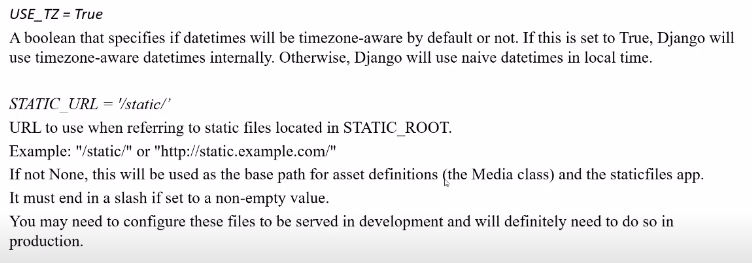 USE_TZ = True
A boolean that specifies if datetimes will be timezone-aware by default or not. If this is set to True, Django will
use timezone-aware datetimes internally. Otherwise, Django will use naive datetimes in local time.
STATIC_URL = '/static/'
URL to use when referring to static files located in STATIC_ROOT.
Example: "/static/" or "http://static.example.com/"
If not None, this will be used as the base path for asset definitions (the Media class) and the staticfiles app.
It must end in a slash if set to a non-empty value.
You may need to configure these files to be served in development and will definitely need to do so in
production.